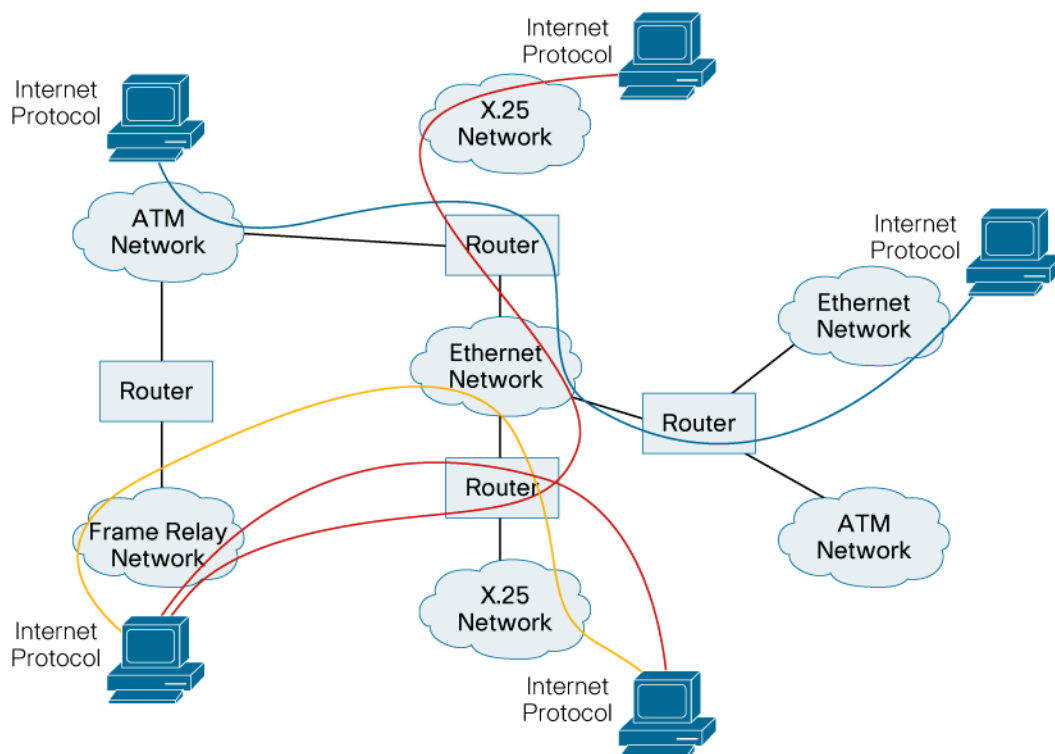 Internet
Protocol
X.25
Network
Internet
Protocol
ATM
Network
Router
Internet
Protocol
Ethernet
Network
Ethernet
Network
Router
Router
Router
Frame Relay
Network
ATM
Network
X.25
Network
Internet
Protocol
Internet
Protocol